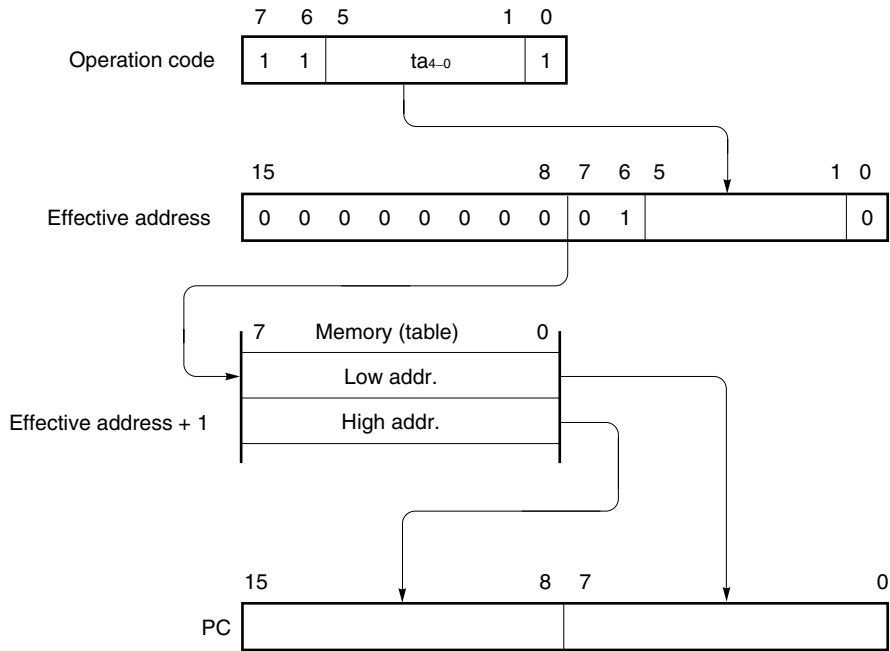 7 6 5 1 0
Operation code 1 1 ta4–0 1
15 8 7 6 5 1 0
Effective address 0 0 0 0 0 0 0 0 0 1 0
7 Memory (table) 0
Low addr.
Effective address + 1 High addr.
15 8 7 0
PC